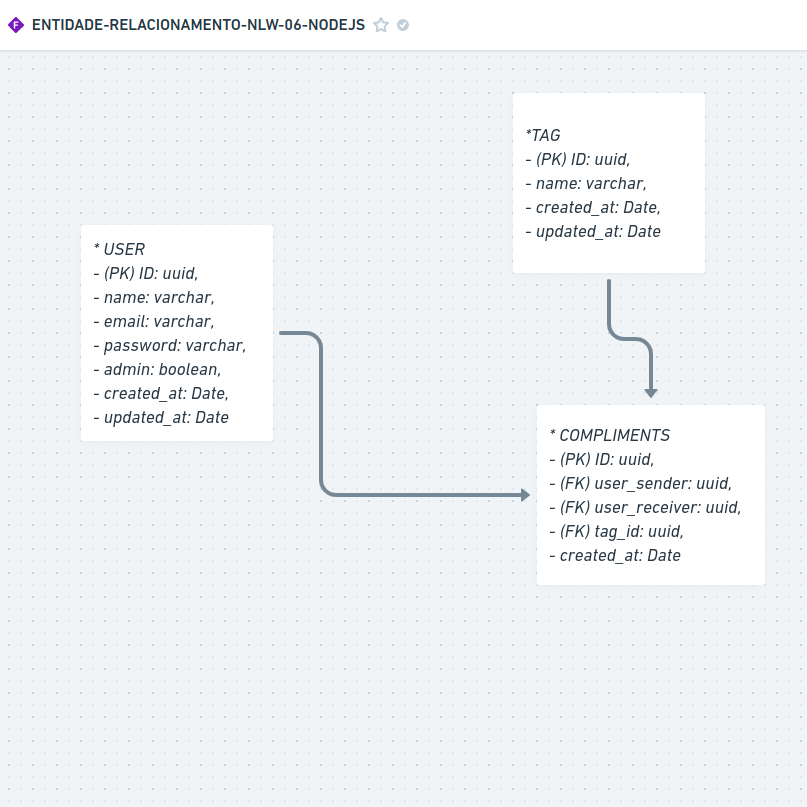 ENTIDADE-RELACIONAMENTO-NLW-06-NODEJS
*TAG
- (PK) ID: uuid,
- name: varchar,
- created_at: Date,
- updated_at: Date
* USER
- (PK) ID: uuid,
- name: varchar,
- email: varchar,
- password: varchar,
- admin: boolean,
- created_at: Date,
- updated_at: Date
* COMPLIMENTS
- (PK) ID: uuid,
- (FK) user_sender: uuid,
- (FK) user_receiver: uuid,
- (FK) tag_id: uuid,
- created_at: Date